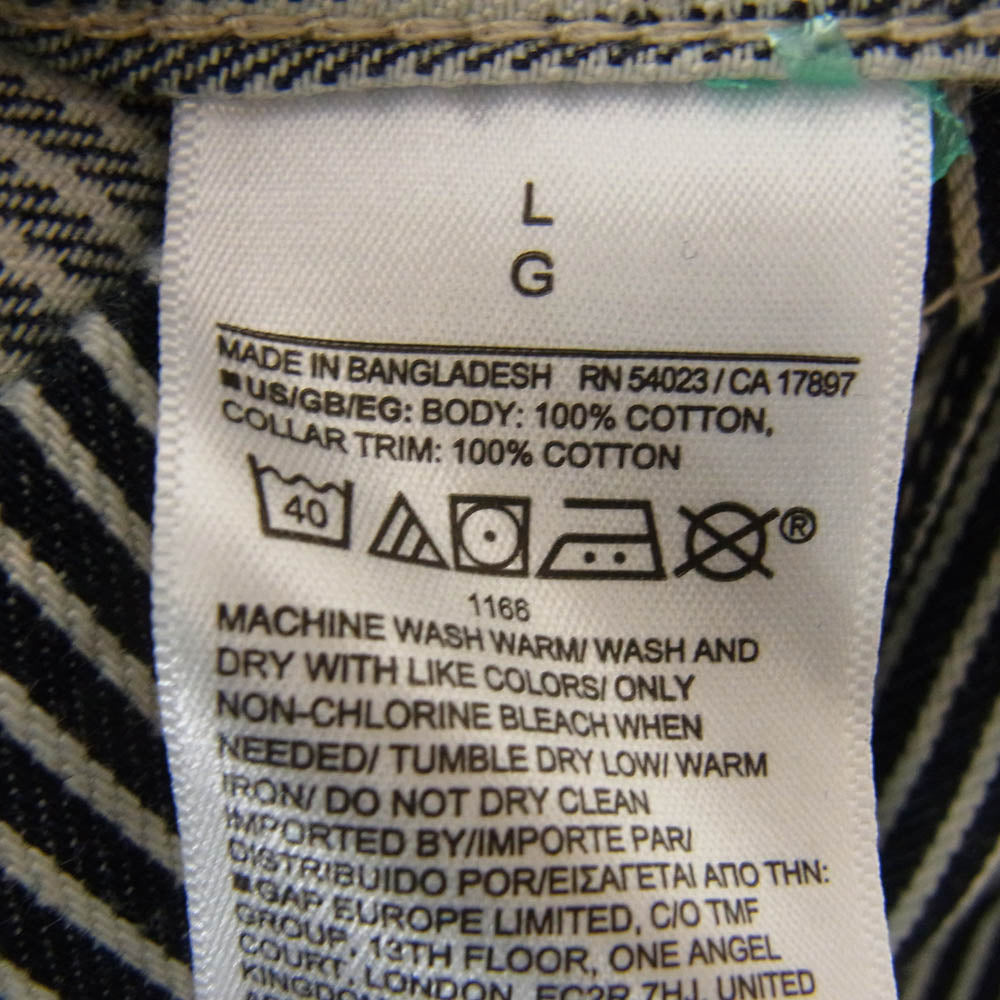 L
G
MADE IN BANGLADESH RN 54023 / CA 17897
■US/GB/EG: BODY: 100% COTTON,
COLLAR TRIM: 100% COTTON
40 ®
1166
MACHINE WASH WARM/ WASH AND
DRY WITH LIKE COLORS/ ONLY
NON-CHLORINE BLEACH WHEN
NEEDED/ TUMBLE DRY LOW/ WARM
IRON/ DO NOT DRY CLEAN
IMPORTED BY/IMPORTE PAR/
DISTRIBUIDO POR/ΕΙΣΑΓΕΤΑΙ ΑΠΟ ΤΗΝ:
■GAP EUROPE LIMITED, C/O TMF
GROUP, 13TH FLOOR, ONE ANGEL
COURT, LONDON, EC2R 7HJ, UNITED
KINGDOM